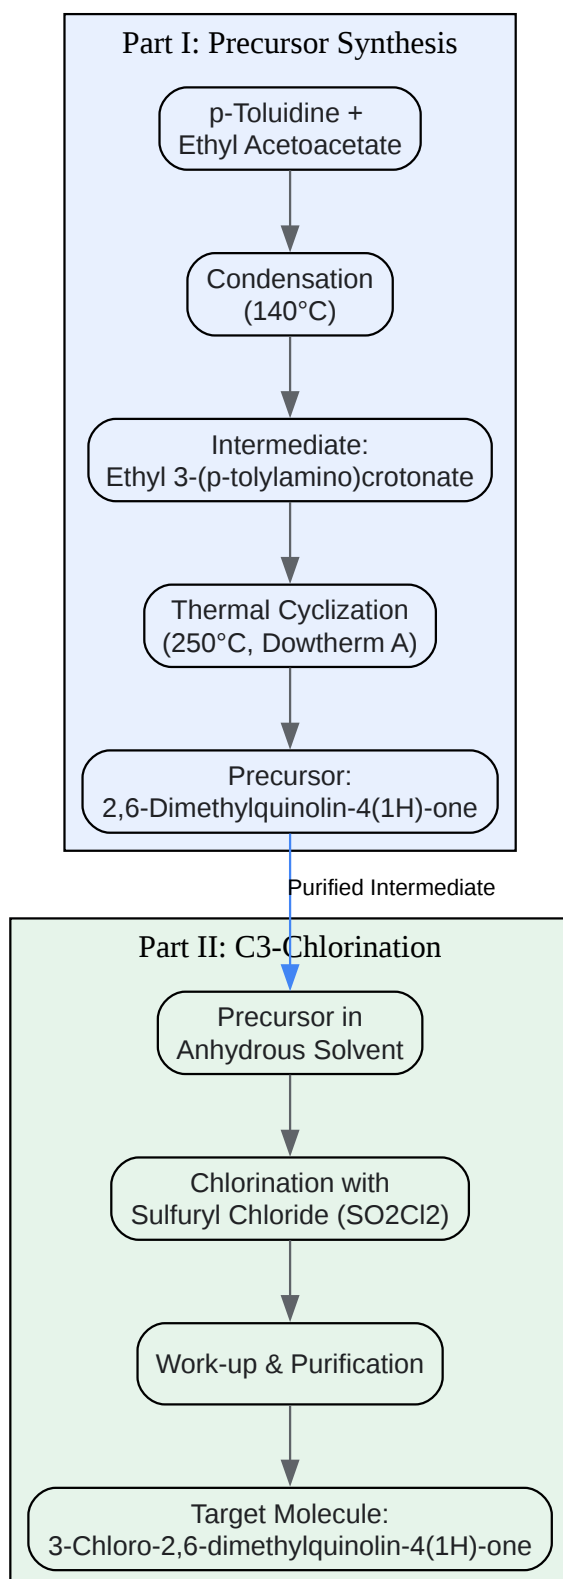 Part I: Precursor Synthesis
p-Toluidine +
Ethyl Acetoacetate
Condensation
(140°C)
Intermediate:
Ethyl 3-(p-tolylamino)crotonate
Thermal Cyclization
(250°C, Dowtherm A)
Precursor:
2,6-Dimethylquinolin-4(1H)-one
Purified Intermediate
Part II: C3-Chlorination
Precursor in
Anhydrous Solvent
Chlorination with
Sulfuryl Chloride (SO2Cl2)
Work-up & Purification
Target Molecule:
3-Chloro-2,6-dimethylquinolin-4(1H)-one